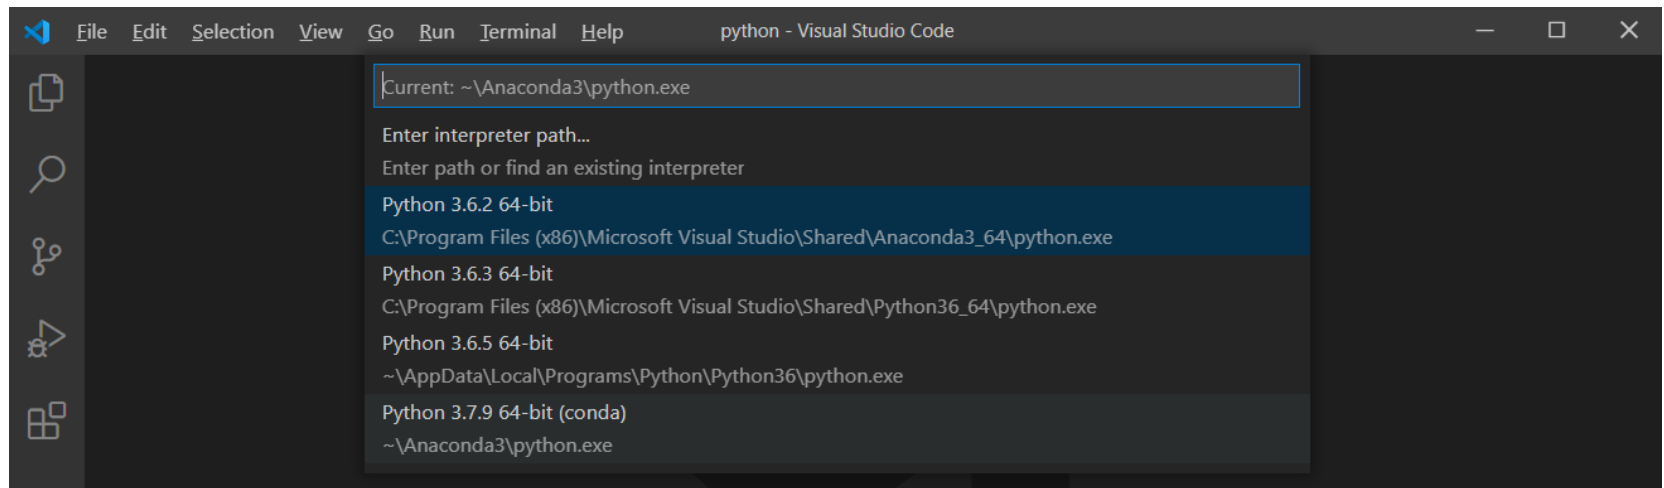 File Edit Selection View Go Run Terminal Help python - Visual Studio Code
Current: ~\Anaconda3\python.exe
Enter interpreter path...
Enter path or find an existing interpreter
Python 3.6.2 64-bit
C:\Program Files (x86)\Microsoft Visual Studio\Shared\Anaconda3_64\python.exe
Python 3.6.3 64-bit
C:\Program Files (x86)\Microsoft Visual Studio\Shared\Python36_64\python.exe
Python 3.6.5 64-bit
~\AppData\Local\Programs\Python\Python36\python.exe
Python 3.7.9 64-bit (conda)
~\Anaconda3\python.exe